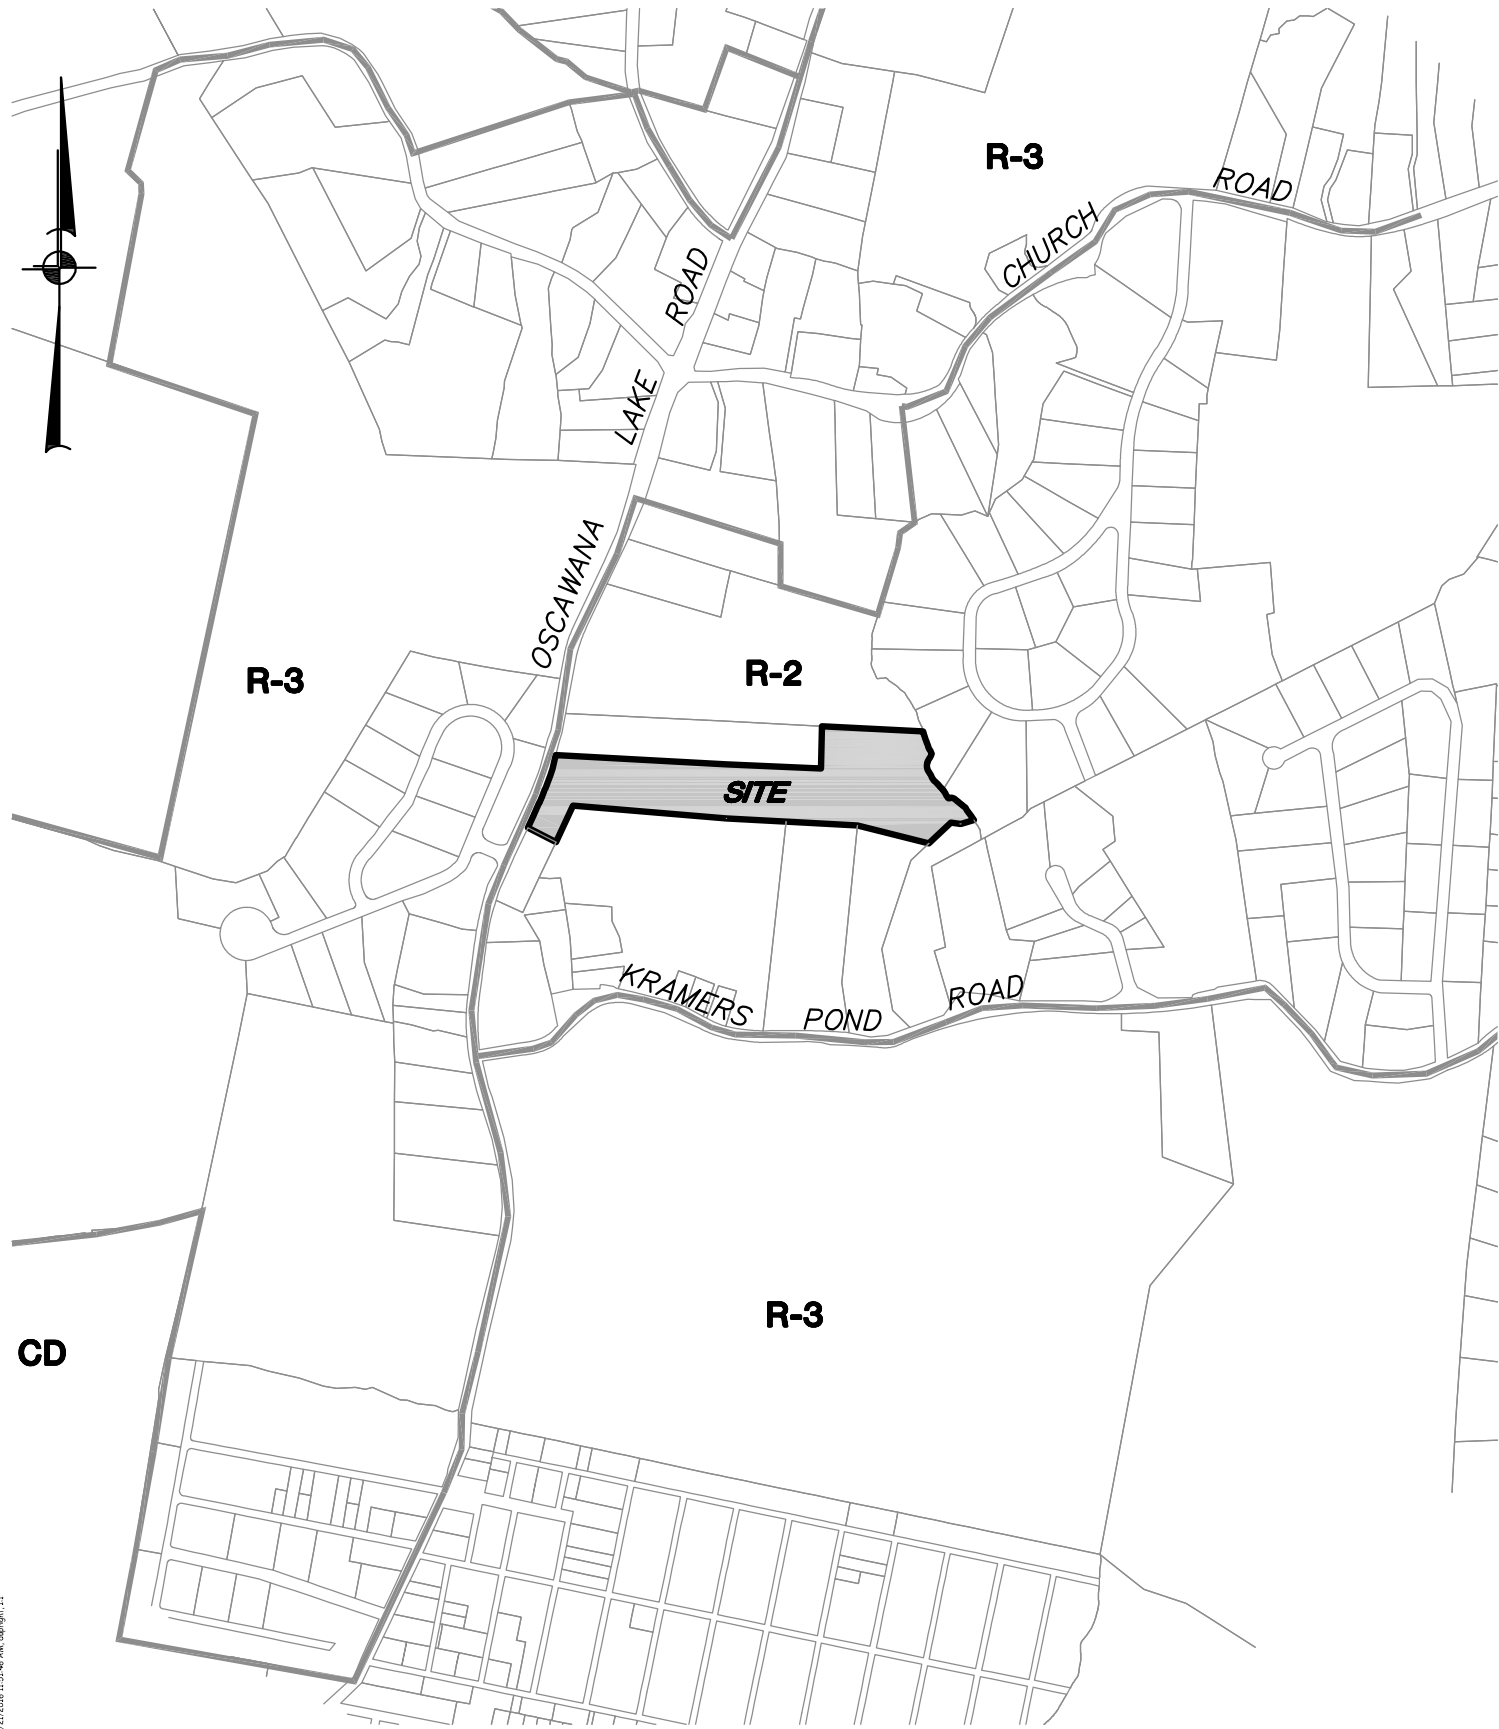 R-3
ROAD
CHURCH
ROAD
LAKE
OSCAWANA
R-3
R-2
SITE
KRAMERS
POND
ROAD
R-3
CD